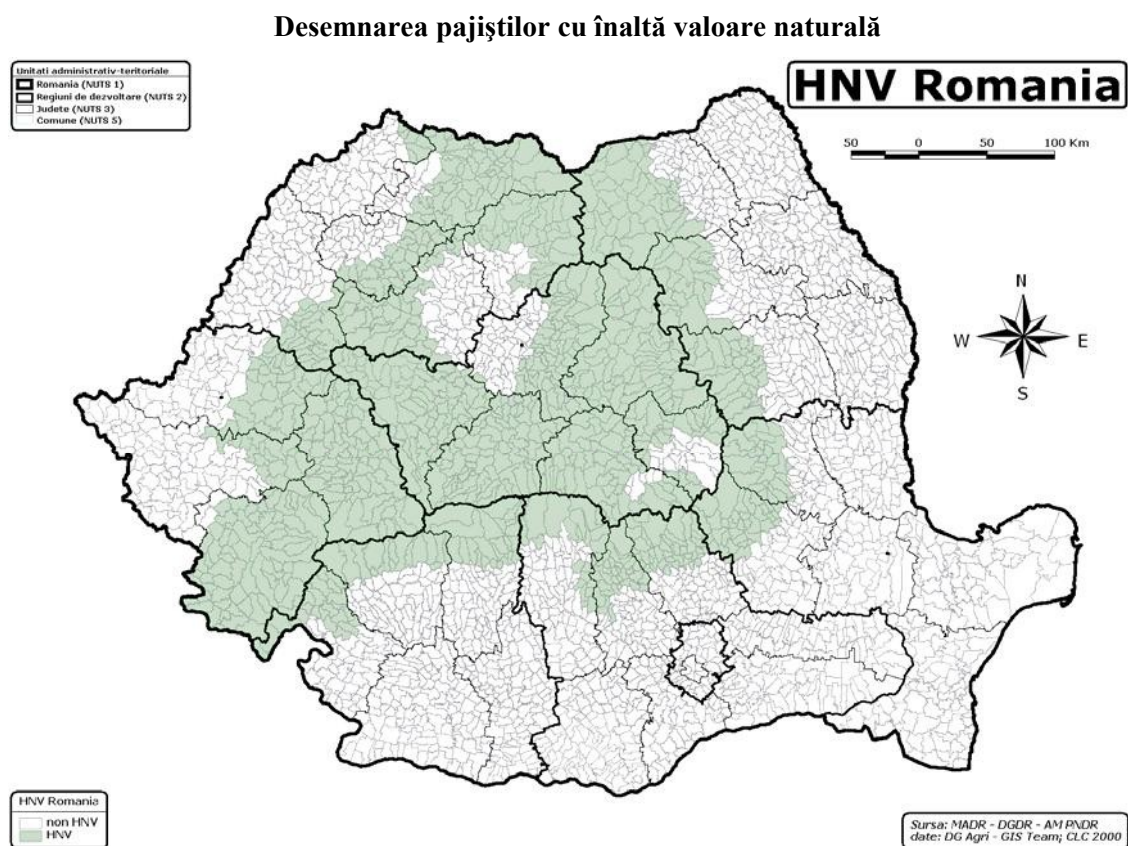 Desemnarea pajiştilor cu înaltă valoare naturală
Unitati administrativ-teritoriale
Romania (NUTS 1)
Regiuni de dezvoltare (NUTS 2)
Judete (NUTS 3)
Comune (NUTS 5)
HNV Romania
50 0 50 100 Km
N
W E
S
HNV Romania
non HNV
HNV
Sursa: MADR - DGDR - AM PNDR
date: DG Agri - GIS Team; CLC 2000